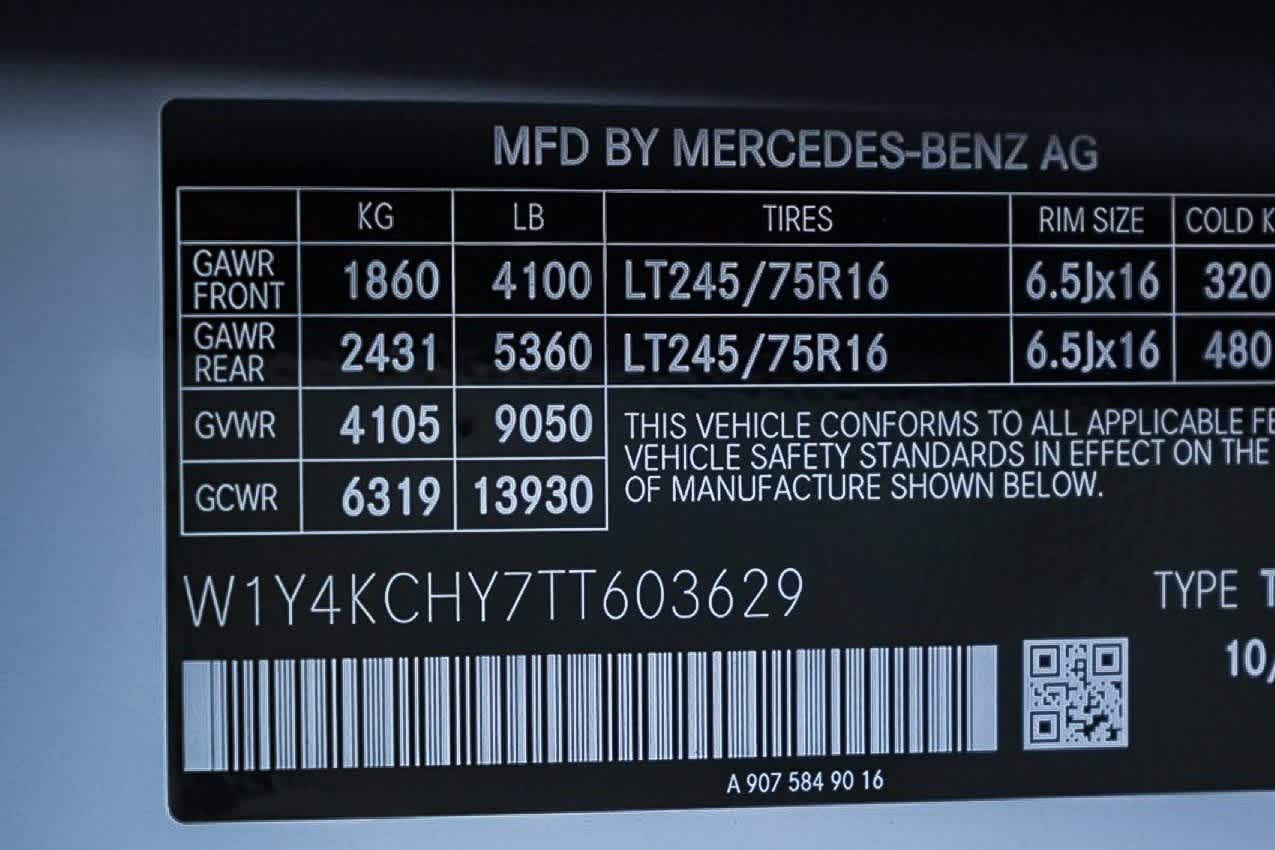 MFD BY MERCEDES-BENZ AG
KG LB TIRES RIM SIZE COLD K
GAWR FRONT 1860 4100 LT245/75R16 6.5Jx16 320
GAWR REAR 2431 5360 LT245/75R16 6.5Jx16 480
GVWR 4105 9050
GCWR 6319 13930
THIS VEHICLE CONFORMS TO ALL APPLICABLE FE
VEHICLE SAFETY STANDARDS IN EFFECT ON THE
OF MANUFACTURE SHOWN BELOW.
W1Y4KCHY7TT603629
TYPE T
10/
A 907 584 90 16